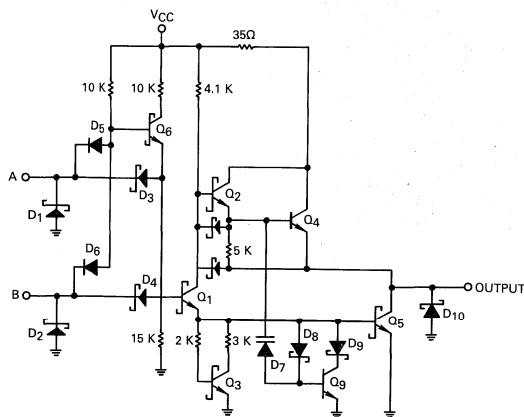 VCC
35Ω
10 K
10 K
4.1 K
Q6
D5
A
D3
Q2
D1
Q4
D6
5 K
B
D4
Q1
OUTPUT
D2
15 K
2 K
3 K
D7
D8
D9
Q5
D10
Q3
Q9